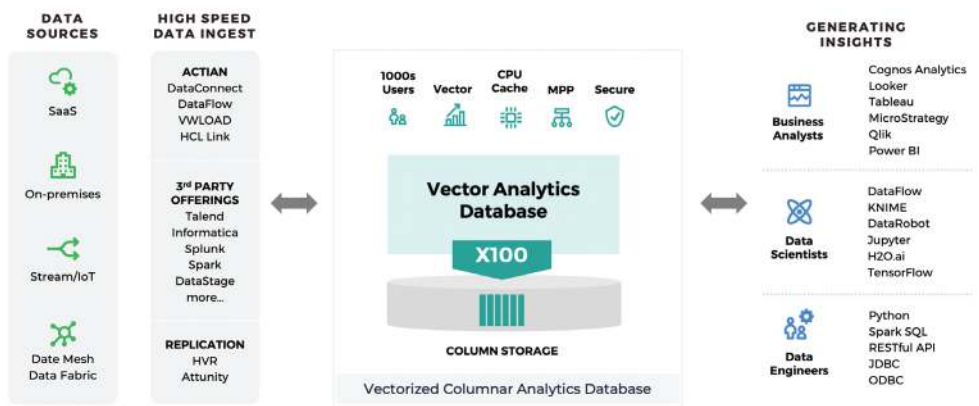 DATA
SOURCES
SaaS
On-premises
Stream/IoT
Date Mesh
Data Fabric
HIGH SPEED
DATA INGEST
ACTIAN
DataConnect
DataFlow
VWLOAD
HCL Link
3rd PARTY
OFFERINGS
Talend
Informatica
Splunk
Spark
DataStage
more...
REPLICATION
HVR
Attunity
1000s
Users
Vector
CPU
Cache
MPP
Secure
Vector Analytics
Database
X100
COLUMN STORAGE
Vectorized Columnar Analytics Database
GENERATING
INSIGHTS
Business
Analysts
Cognos Analytics
Looker
Tableau
MicroStrategy
Qlik
Power BI
Data
Scientists
DataFlow
KNIME
DataRobot
Jupyter
H2O.ai
TensorFlow
Data
Engineers
Python
Spark SQL
RESTful API
JDBC
ODBC